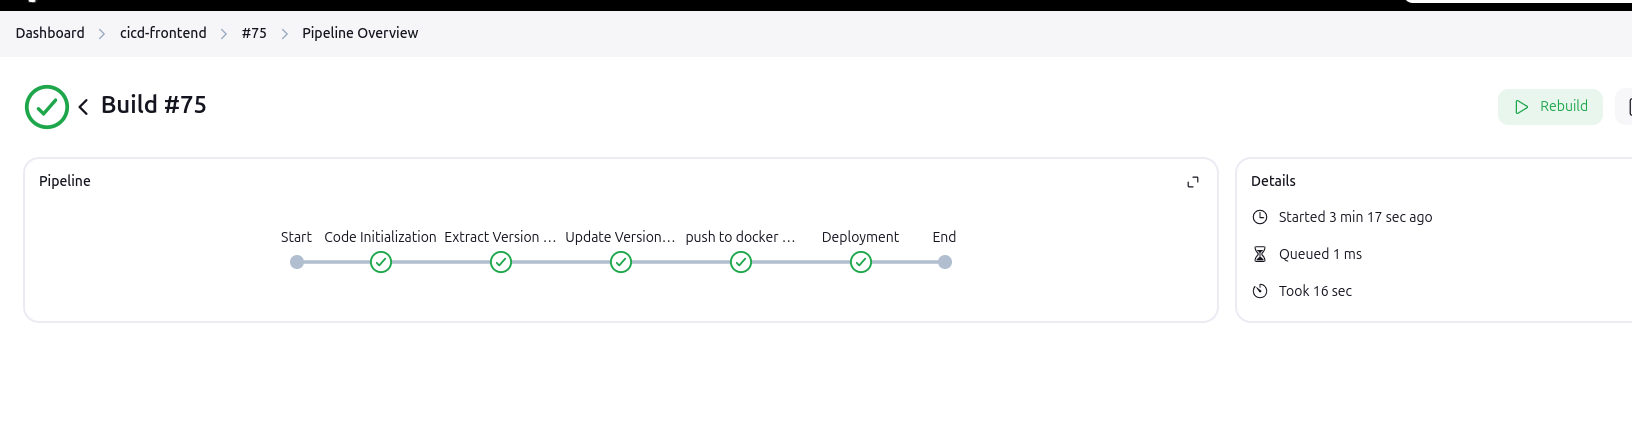 Dashboard > cicd-frontend > #75 > Pipeline Overview
Build #75
Rebuild
Pipeline
Start Code Initialization Extract Version ... Update Version... push to docker ... Deployment End
Details
Started 3 min 17 sec ago
Queued 1 ms
Took 16 sec